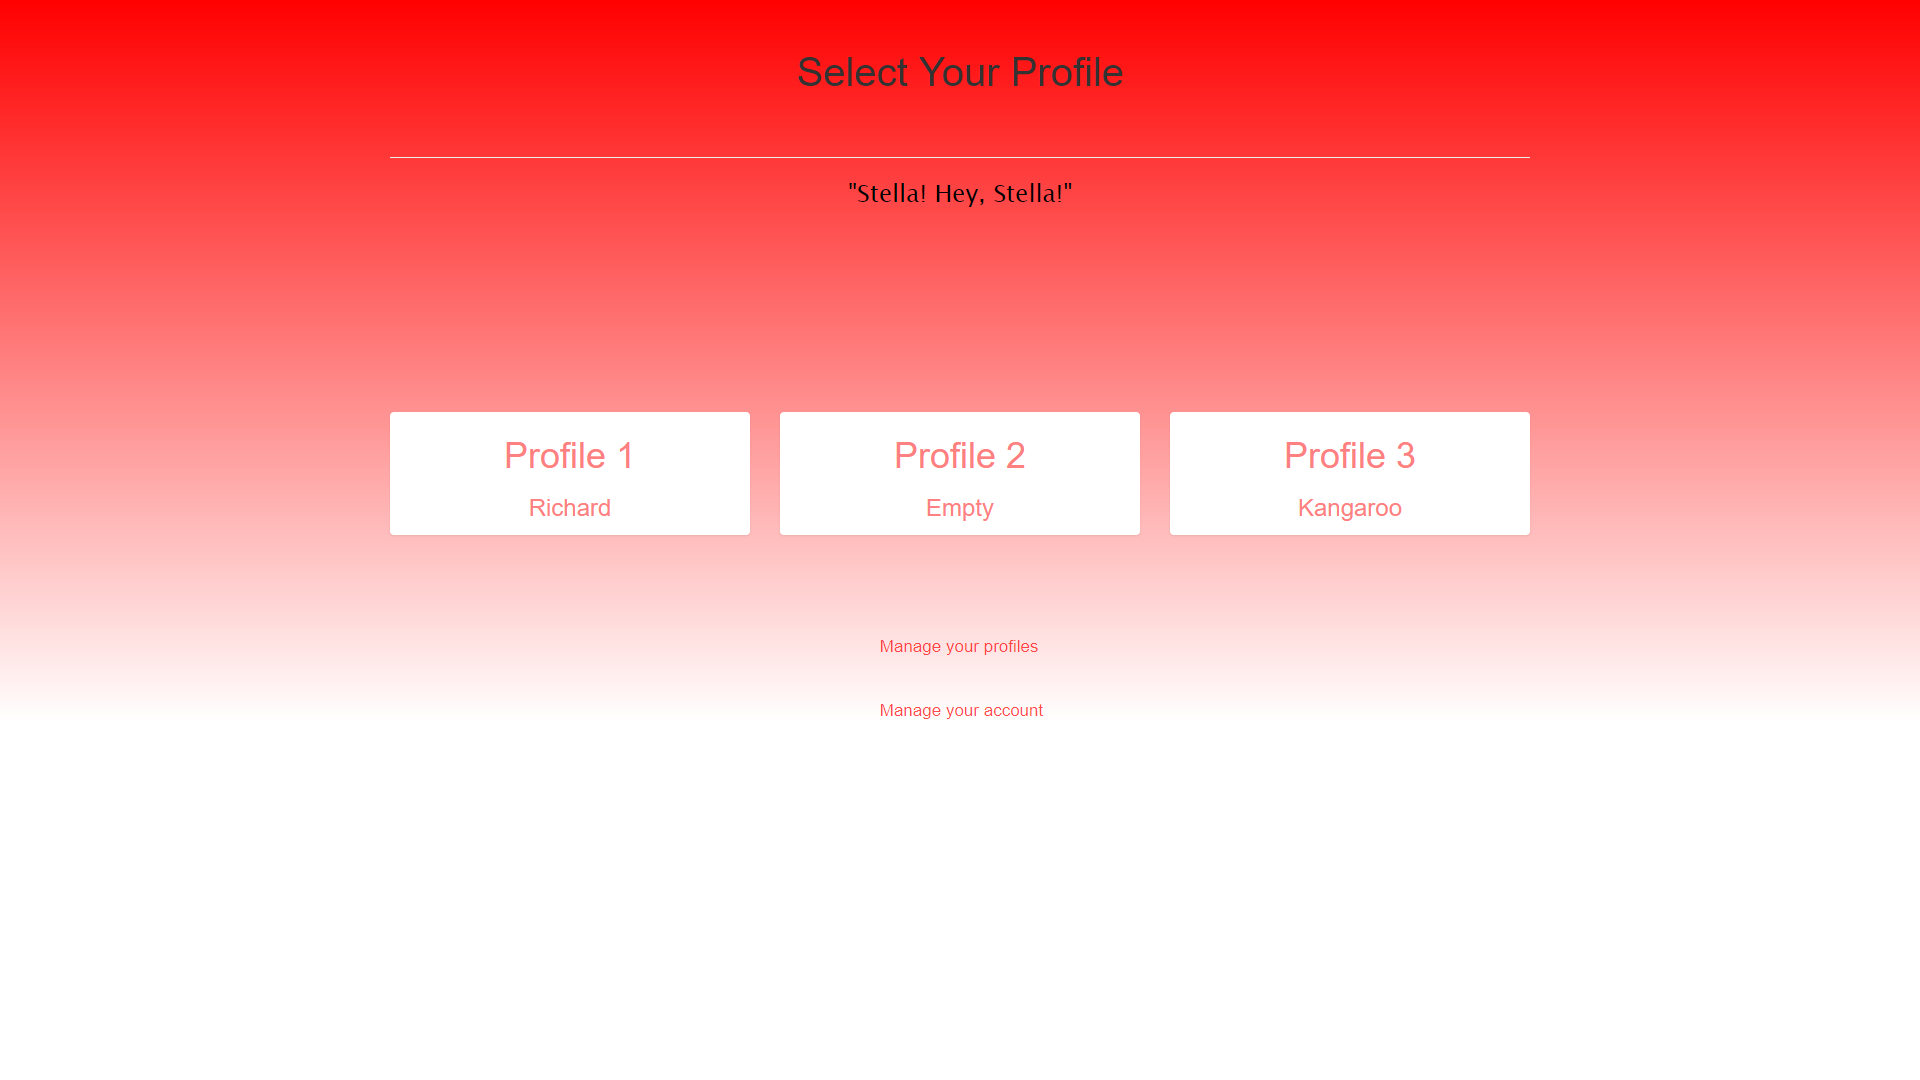 Select Your Profile
"Stella! Hey, Stella!"
Profile 1
Richard
Profile 2
Empty
Profile 3
Kangaroo
Manage your profiles
Manage your account